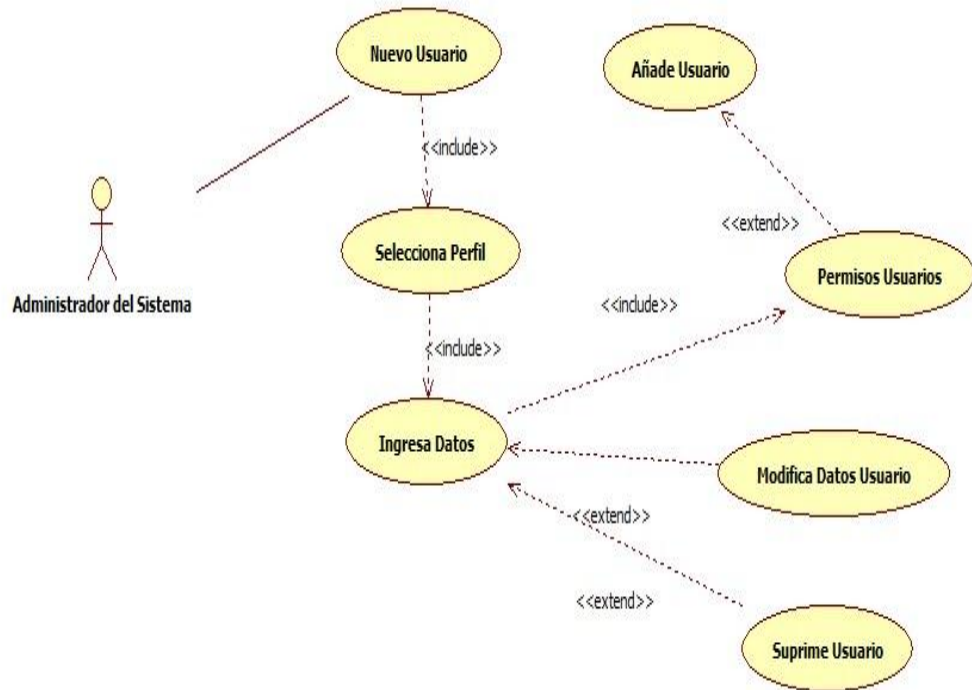 Nuevo Usuario
Añade Usuario
<<include>>
Selecciona Perfil
<<extend>>
Permisos Usuarios
Administrador del Sistema
<<include>>
<<include>>
Ingresa Datos
Modifica Datos Usuario
<<extend>>
<<extend>>
Suprime Usuario